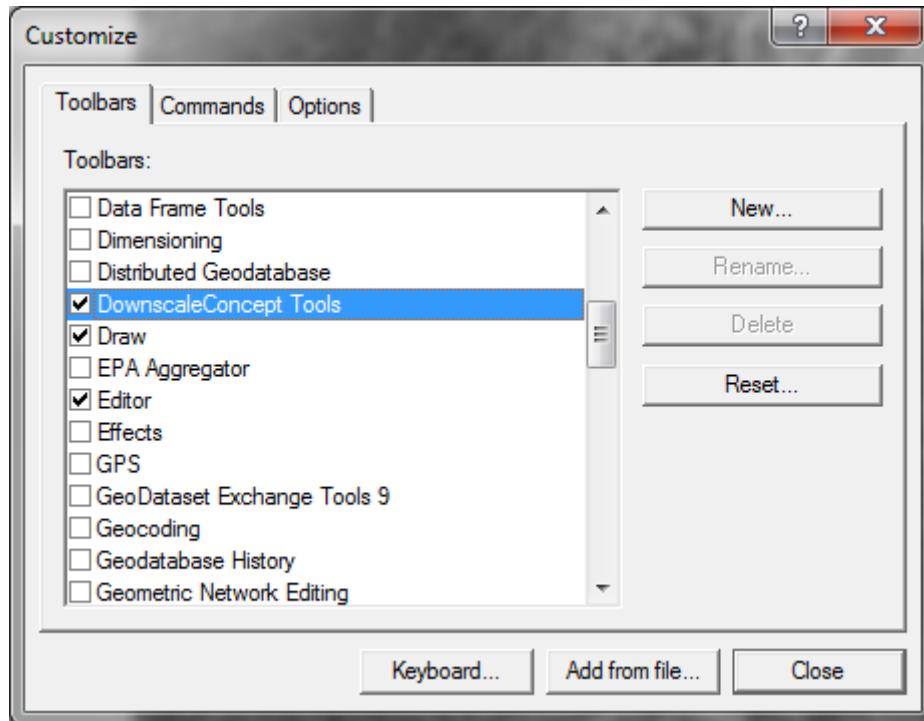 Customize
Toolbars Commands Options
Toolbars:
Data Frame Tools
Dimensioning
Distributed Geodatabase
DownscaleConcept Tools
Draw
EPA Aggregator
Editor
Effects
GPS
GeoDataset Exchange Tools 9
Geocoding
Geodatabase History
Geometric Network Editing
New...
Rename...
Delete
Reset...
Keyboard... Add from file... Close